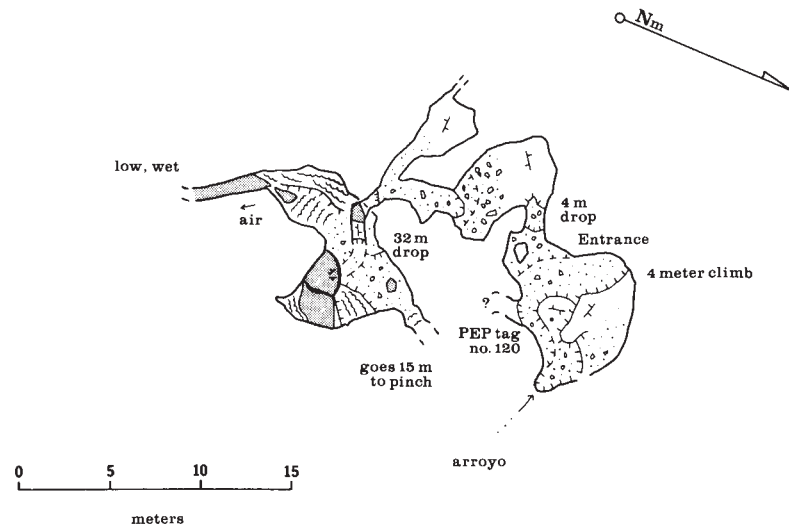 Nm
low, wet
air
32 m
drop
4 m
drop
Entrance
4 meter climb
?
PEP tag
no. 120
goes 15 m
to pinch
arroyo
0 5 10 15
meters